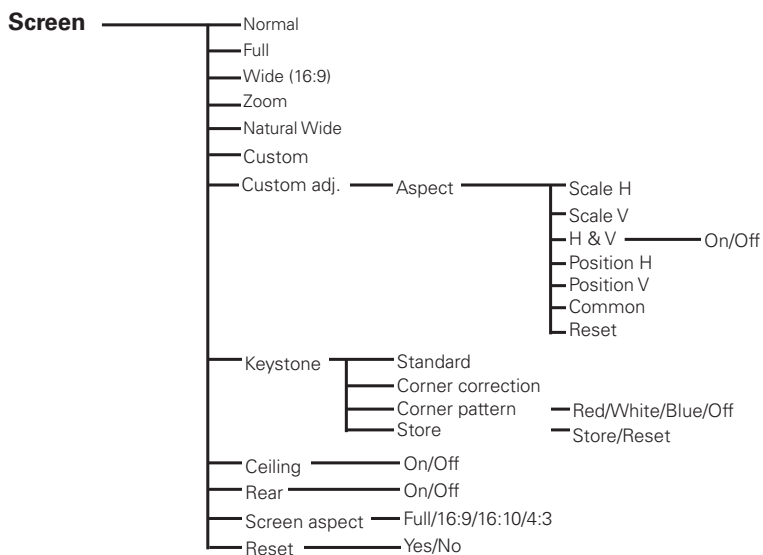 Screen
Normal
Full
Wide (16:9)
Zoom
Natural Wide
Custom
Custom adj. Aspect Scale H
Scale V
H & V On/Off
Position H
Position V
Common
Reset
Keystone Standard
Corner correction
Corner pattern Red/White/Blue/Off
Store Store/Reset
Ceiling On/Off
Rear On/Off
Screen aspect Full/16:9/16:10/4:3
Reset Yes/No